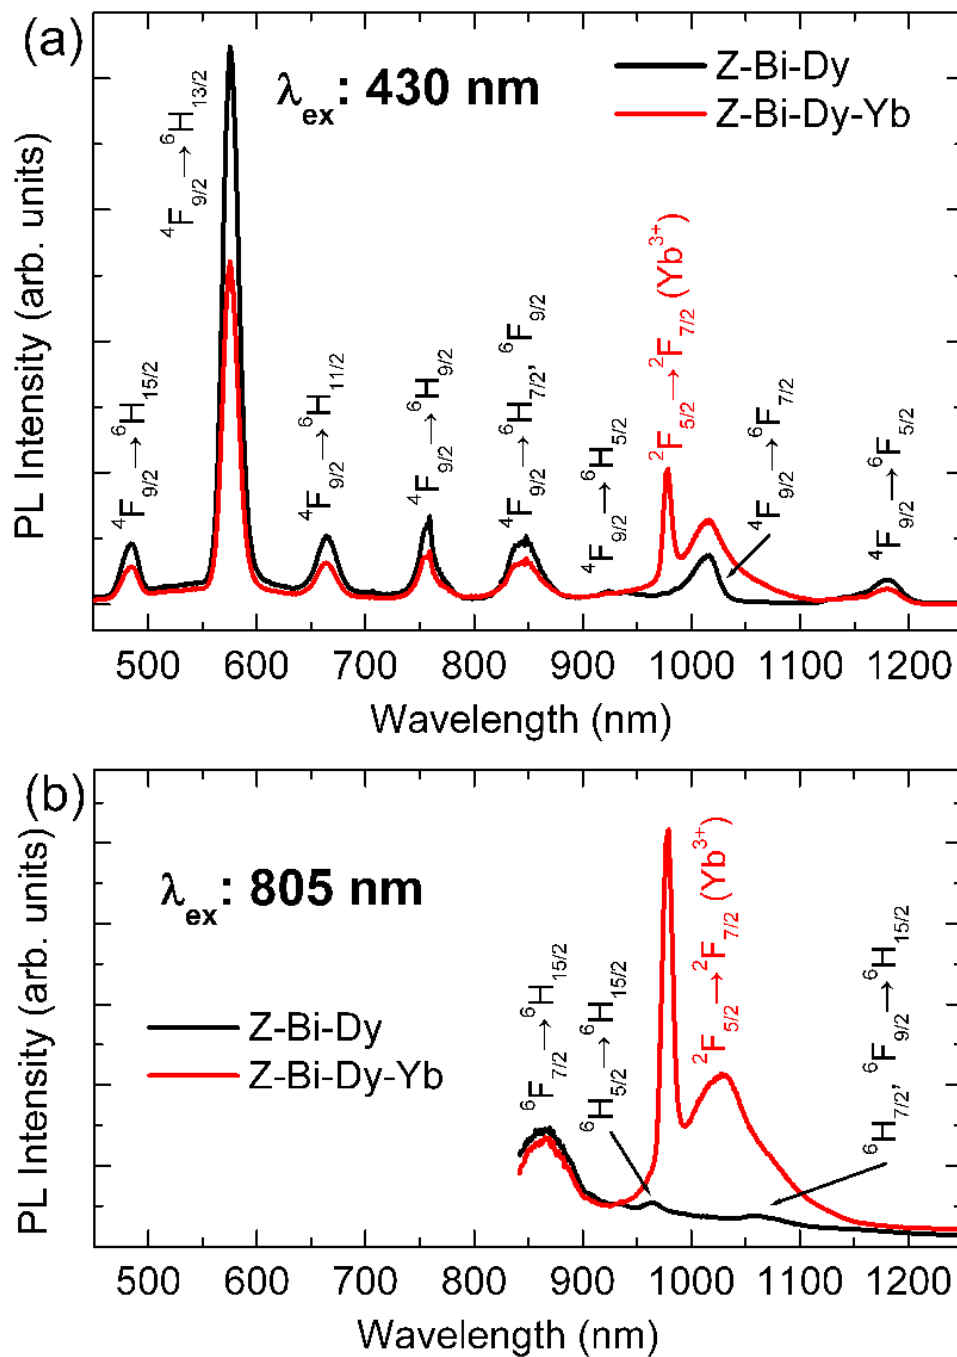 (a)
λex: 430 nm
Z-Bi-Dy
Z-Bi-Dy-Yb
PL Intensity (arb. units)
4F9/2→6H15/2
4F9/2→6H13/2
4F9/2→6H11/2
4F9/2→6H9/2
4F9/2→6H7/2, 6F9/2
4F9/2→6H5/2
2F5/2→2F7/2 (Yb3+)
4F9/2→6F7/2
4F9/2→6F5/2
500 600 700 800 900 1000 1100 1200
Wavelength (nm)
(b)
λex: 805 nm
Z-Bi-Dy
Z-Bi-Dy-Yb
PL Intensity (arb. units)
6F7/2→6H15/2
6H5/2→6H15/2
2F5/2→2F7/2 (Yb3+)
6H7/2, 6F9/2→6H15/2
500 600 700 800 900 1000 1100 1200
Wavelength (nm)